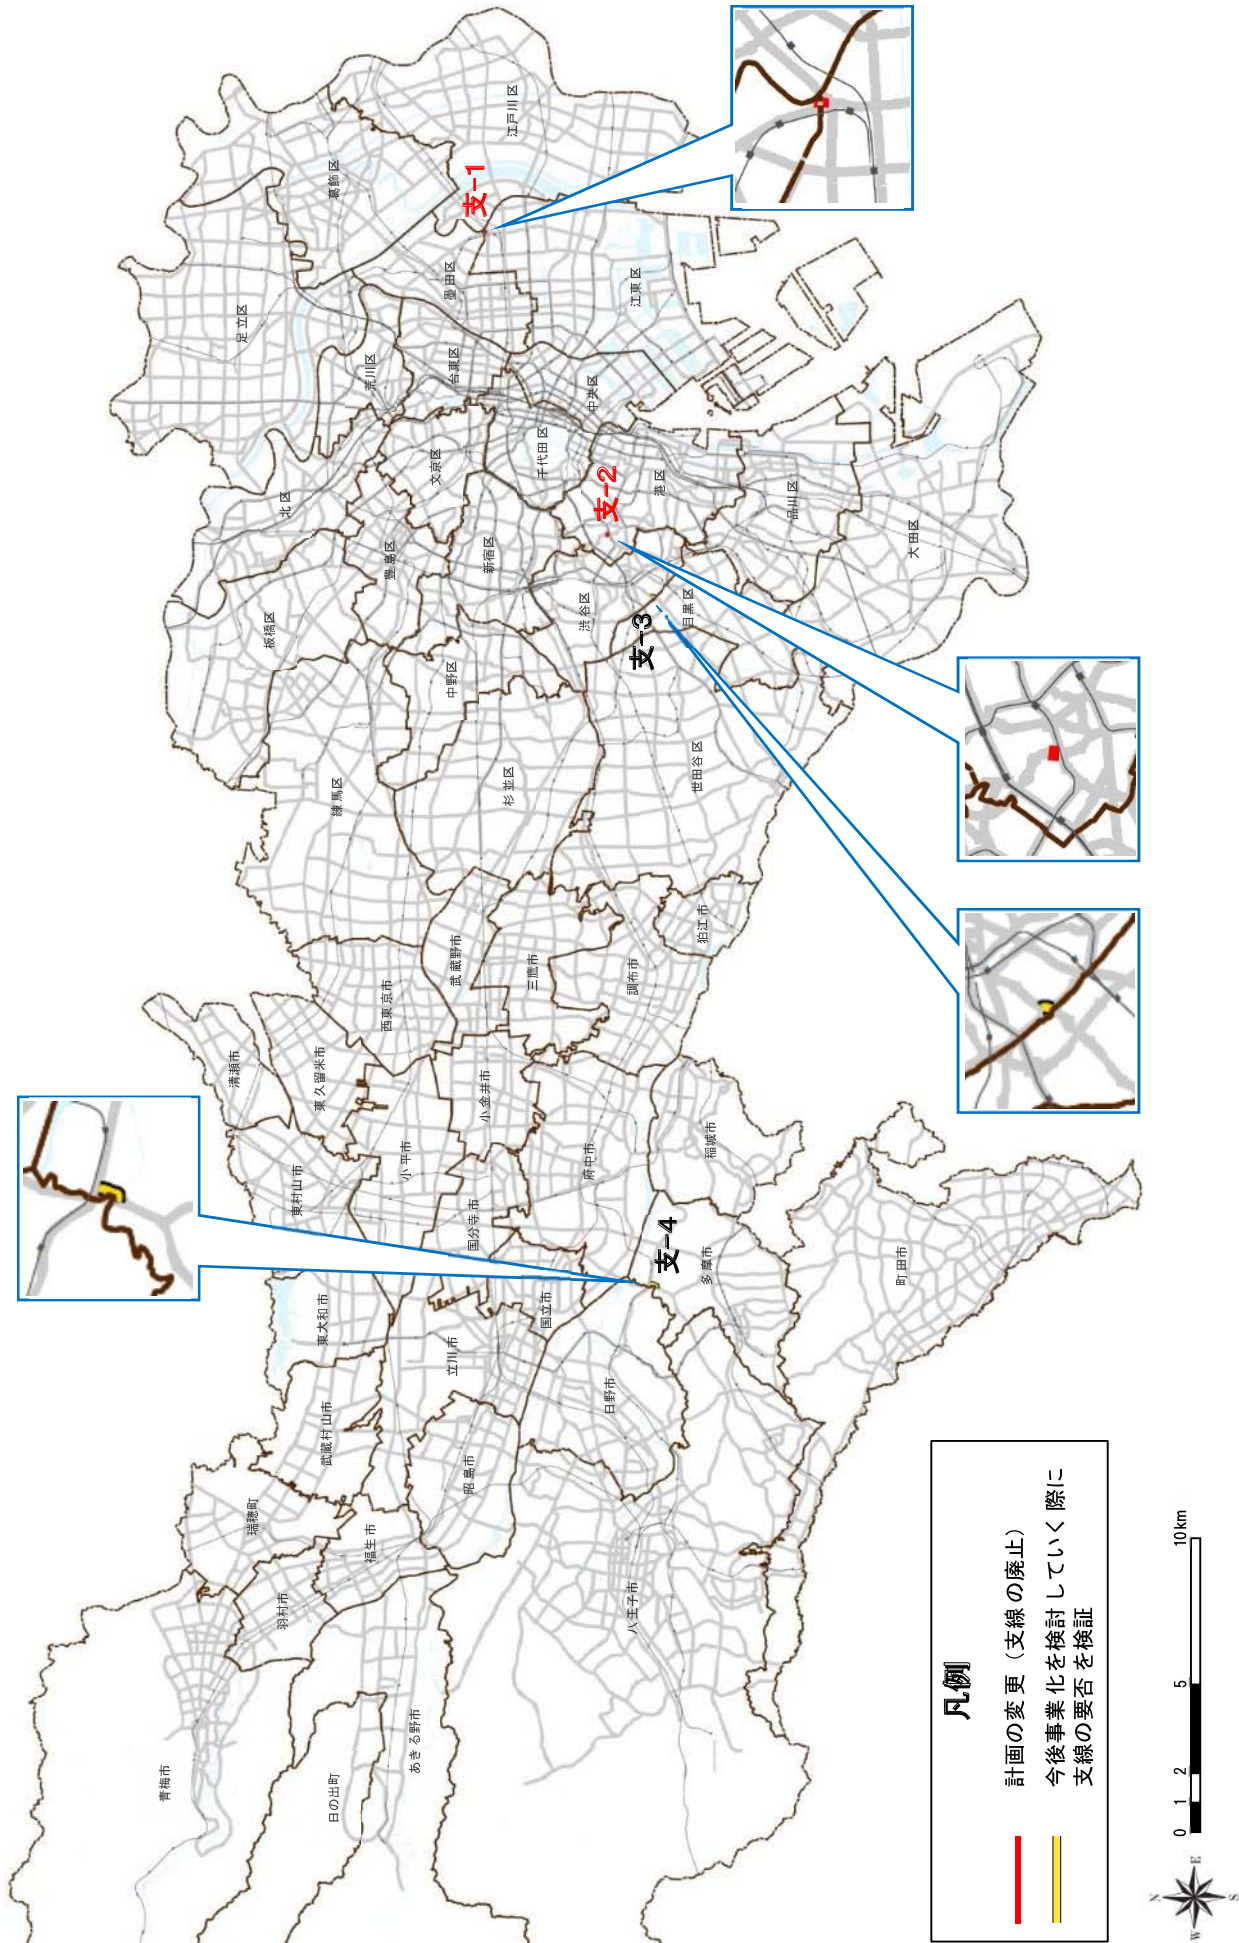 青梅市
日の出町
あきる野市
羽村市
瑞穂町
福生市
武蔵村山市
昭島市
八王子市
東大和市
立川市
国立市
日野市
支-4
多摩市
町田市
東村山市
国分寺市
小平市
府中市
稲城市
清瀬市
東久留米市
小金井市
西東京市
武蔵野市
三鷹市
調布市
狛江市
練馬区
杉並区
世田谷区
中野区
板橋区
支-3
渋谷区
目黒区
豊島区
新宿区
支-2
北区
文京区
千代田区
港区
品川区
大田区
足立区
荒川区
台東区
中央区
墨田区
江東区
支-1
葛飾区
江戸川区
凡例
計画の変更（支線の廃止）
今後事業化を検討していく際に
支線の要否を検証
0 1 2 5 10km
N
W E
S